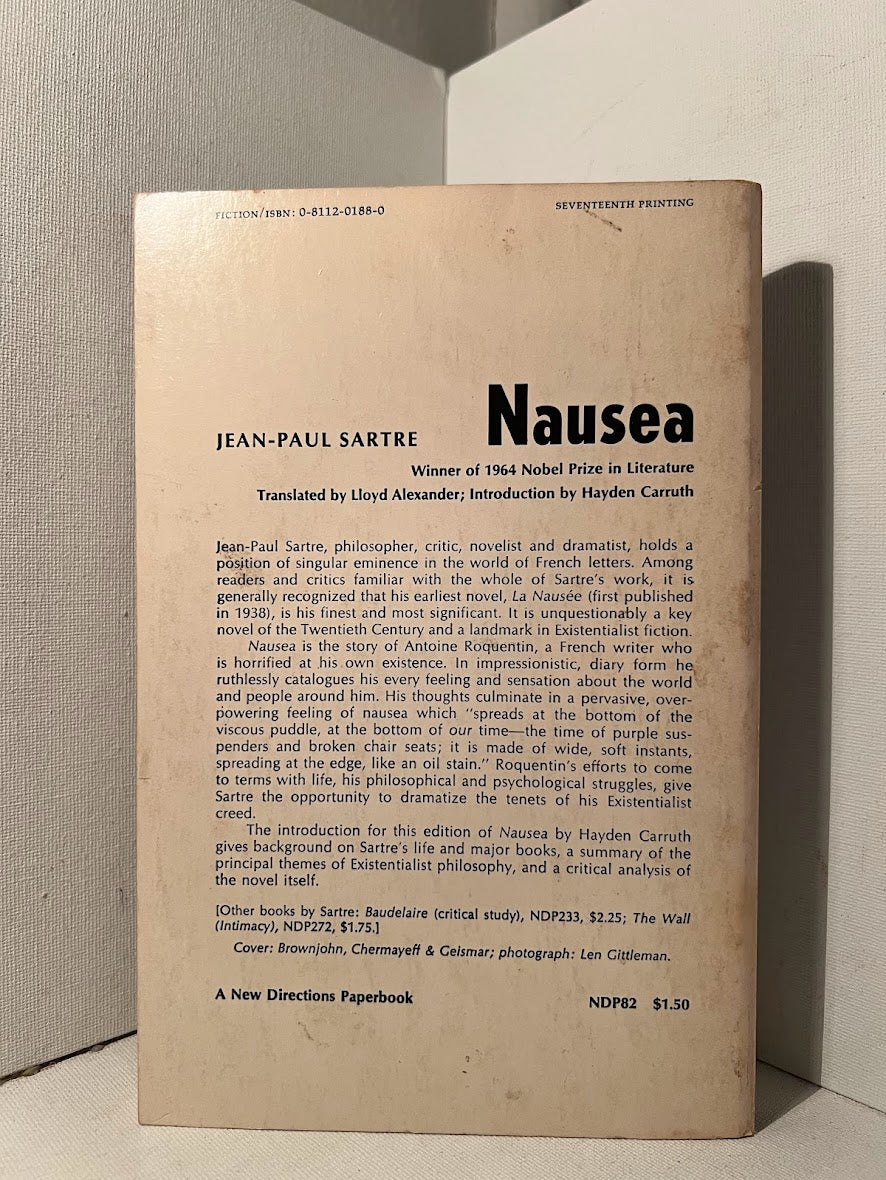 FICTION/ISBN: 0-8112-0188-0
SEVENTEENTH PRINTING
JEAN-PAUL SARTRE Nausea
Winner of 1964 Nobel Prize in Literature
Translated by Lloyd Alexander; Introduction by Hayden Carruth
Jean-Paul Sartre, philosopher, critic, novelist and dramatist, holds a
position of singular eminence in the world of French letters. Among
readers and critics familiar with the whole of Sartre's work, it is
generally recognized that his earliest novel, La Nausée (first published
in 1938), is his finest and most significant. It is unquestionably a key
novel of the Twentieth Century and a landmark in Existentialist fiction.
Nausea is the story of Antoine Roquentin, a French writer who
is horrified at his own existence. In impressionistic, diary form he
ruthlessly catalogues his every feeling and sensation about the world
and people around him. His thoughts culminate in a pervasive, over-
powering feeling of nausea which "spreads at the bottom of the
viscous puddle, at the bottom of our time—the time of purple sus-
penders and broken chair seats; it is made of wide, soft instants,
spreading at the edge, like an oil stain." Roquentin's efforts to come
to terms with life, his philosophical and psychological struggles, give
Sartre the opportunity to dramatize the tenets of his Existentialist
creed.
The introduction for this edition of Nausea by Hayden Carruth
gives background on Sartre's life and major books, a summary of the
principal themes of Existentialist philosophy, and a critical analysis of
the novel itself.
[Other books by Sartre: Baudelaire (critical study), NDP233, $2.25; The Wall
(Intimacy), NDP272, $1.75.]
Cover: Brownjohn, Chermayeff & Geismar; photograph: Len Gittleman.
A New Directions Paperbook
NDP82 $1.50